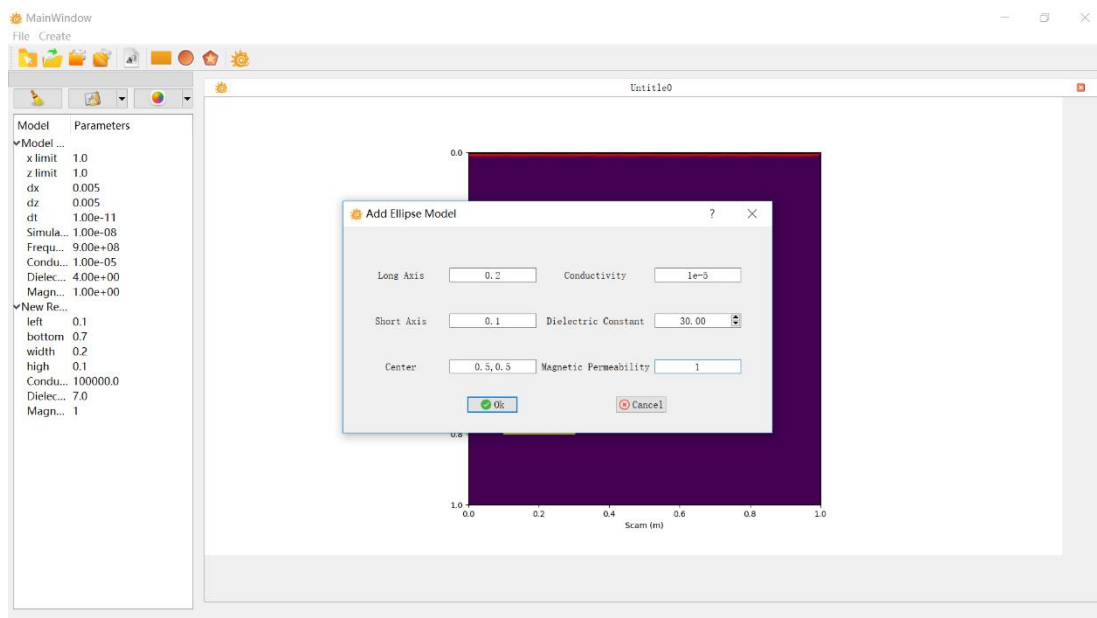 MainWindow
File Create
Untitle0
Model Parameters
Model ...
x limit 1.0
z limit 1.0
dx 0.005
dz 0.005
dt 1.00e-11
Simula... 1.00e-08
Frequ... 9.00e+08
Condu... 1.00e-05
Dielec... 4.00e+00
Magn... 1.00e+00
New Re...
left 0.1
bottom 0.7
width 0.2
high 0.1
Condu... 100000.0
Dielec... 7.0
Magn... 1
0.0
Add Ellipse Model ?
Long Axis 0.2 Conductivity 1e-5
Short Axis 0.1 Dielectric Constant 30.00
Center 0.5,0.5 Magnetic Permeability 1
Ok Cancel
0.8
1.0
0.0 0.2 0.4 0.6 0.8 1.0
Scam (m)